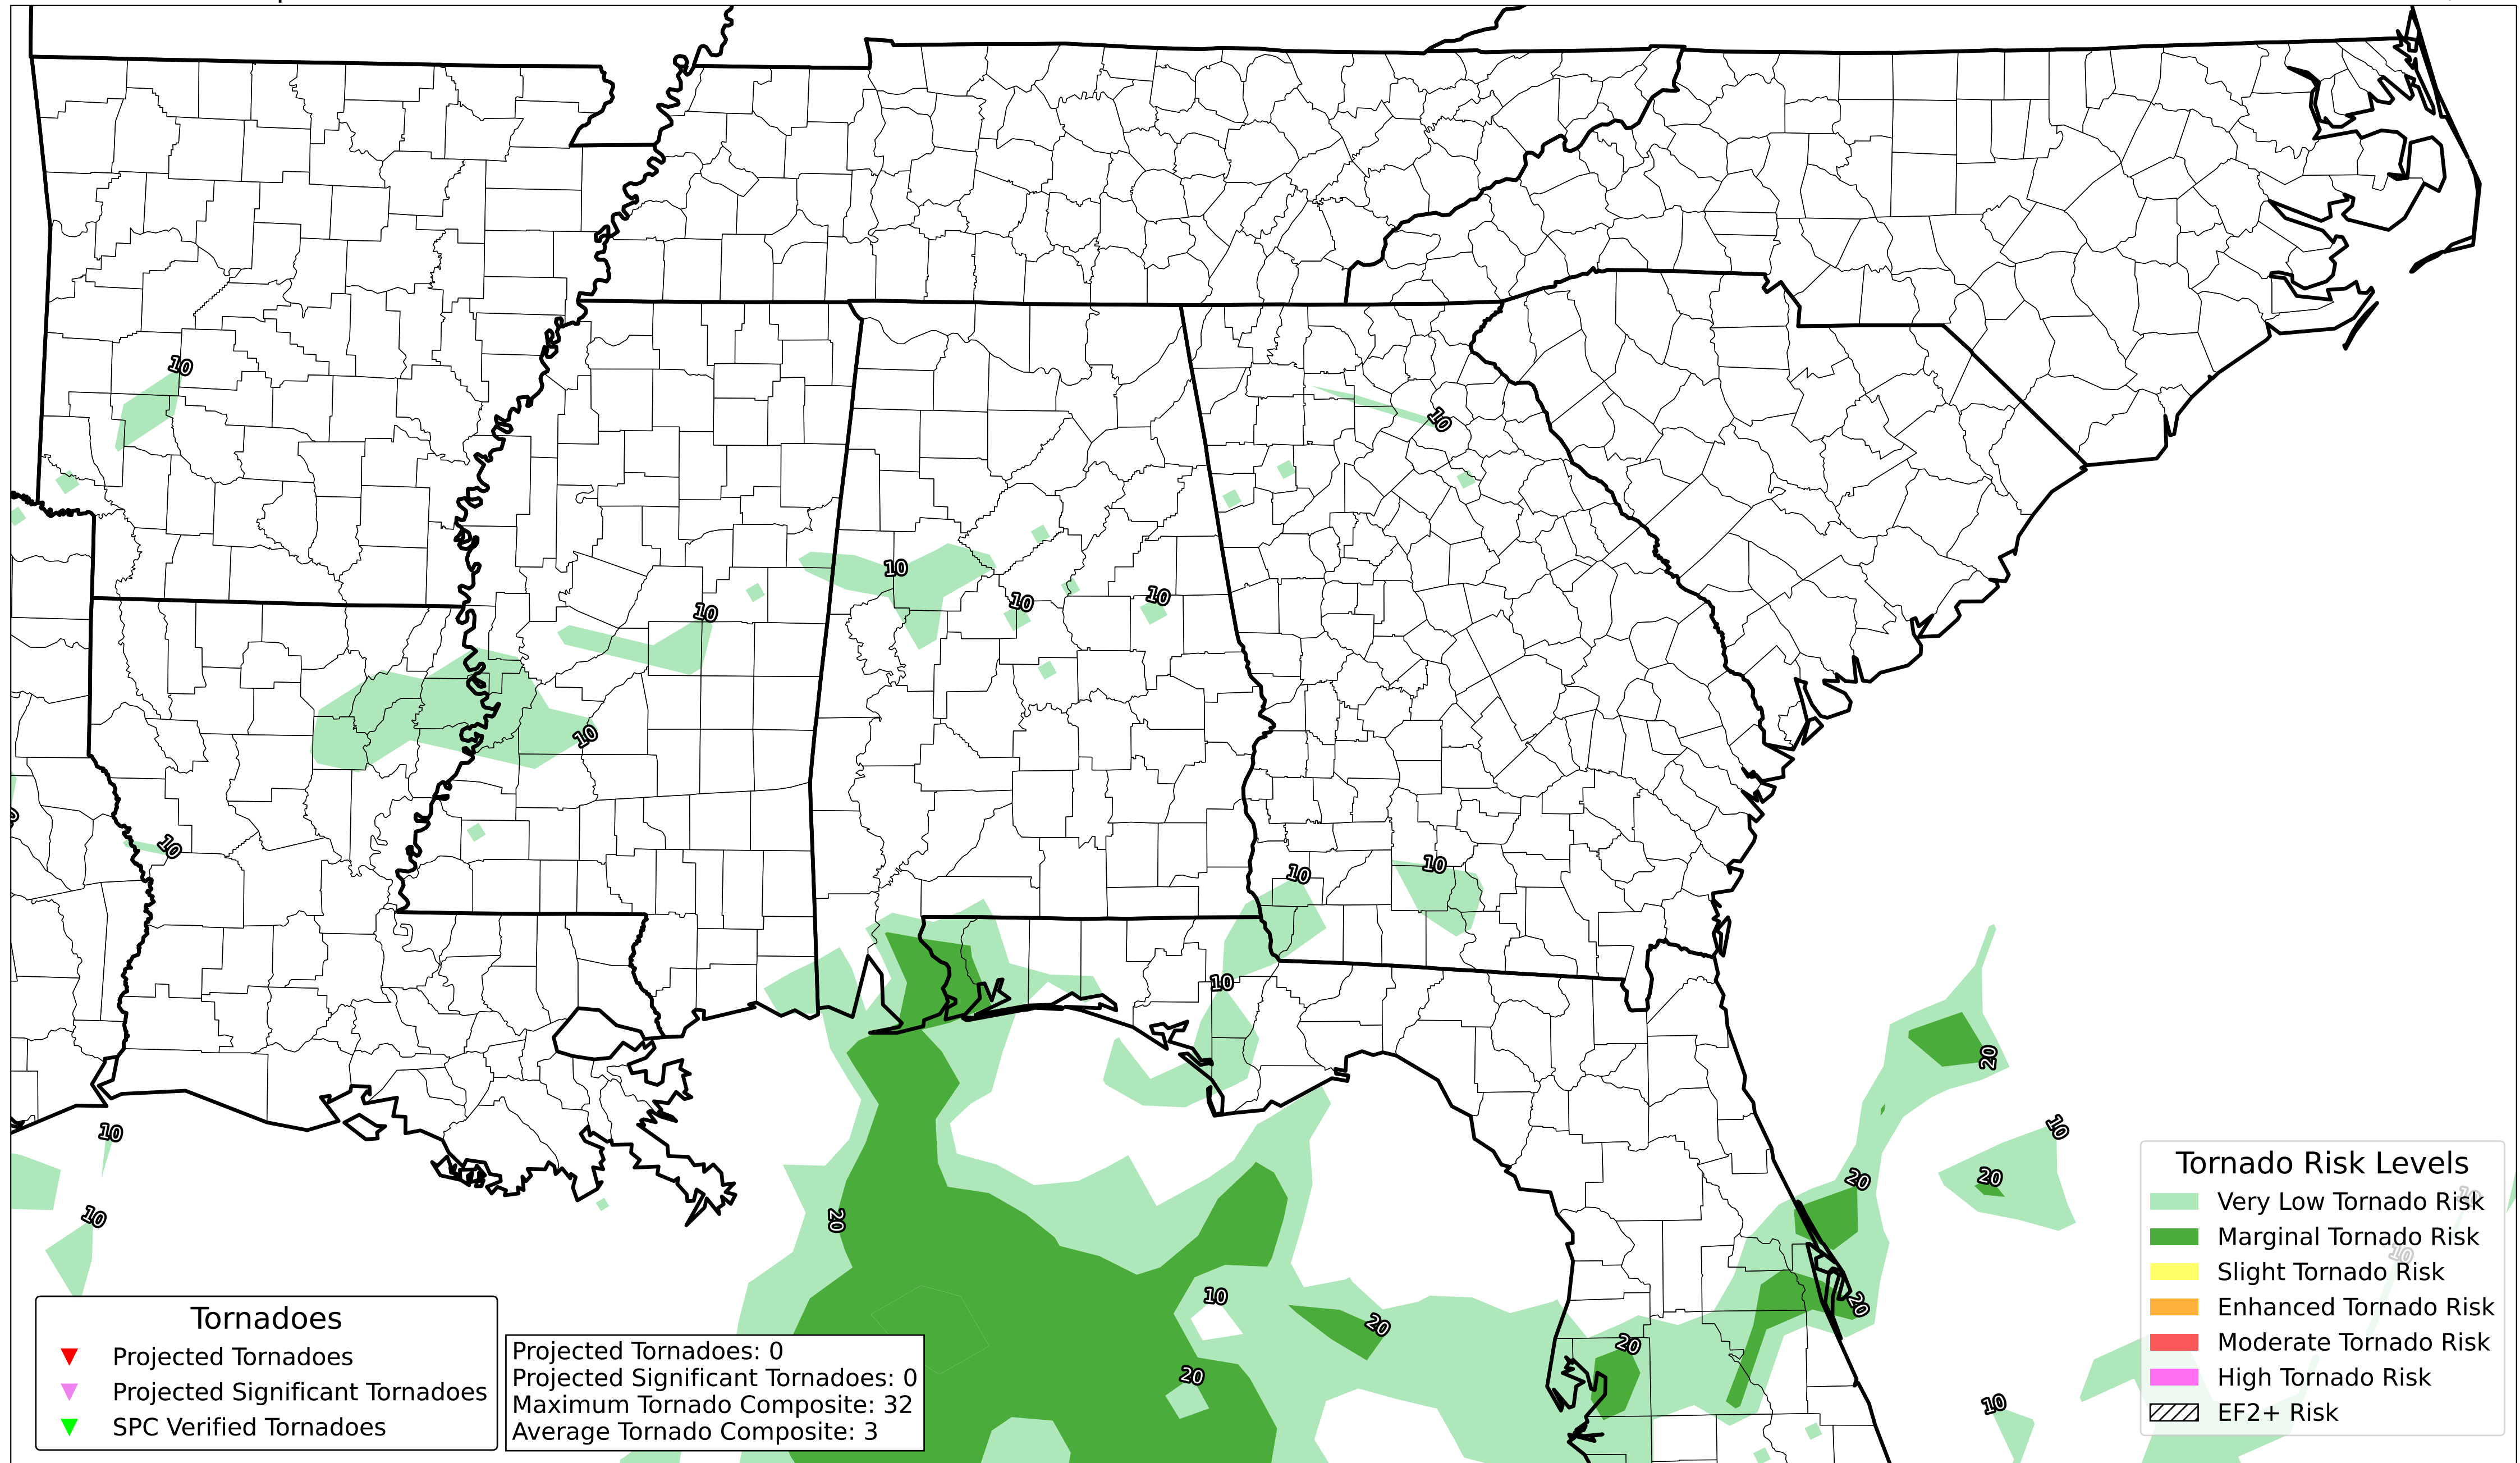 10
10
10
10
10
10
10
10
10
10
10
10
20
10
10
20
20
10
20
10
10
10
20
10
20
20
20
10
Tornado Risk Levels
Very Low Tornado Risk
Marginal Tornado Risk
Slight Tornado Risk
Enhanced Tornado Risk
Moderate Tornado Risk
High Tornado Risk
EF2+ Risk
Tornadoes
Projected Tornadoes
Projected Significant Tornadoes
SPC Verified Tornadoes
Projected Tornadoes: 0
Projected Significant Tornadoes: 0
Maximum Tornado Composite: 32
Average Tornado Composite: 3